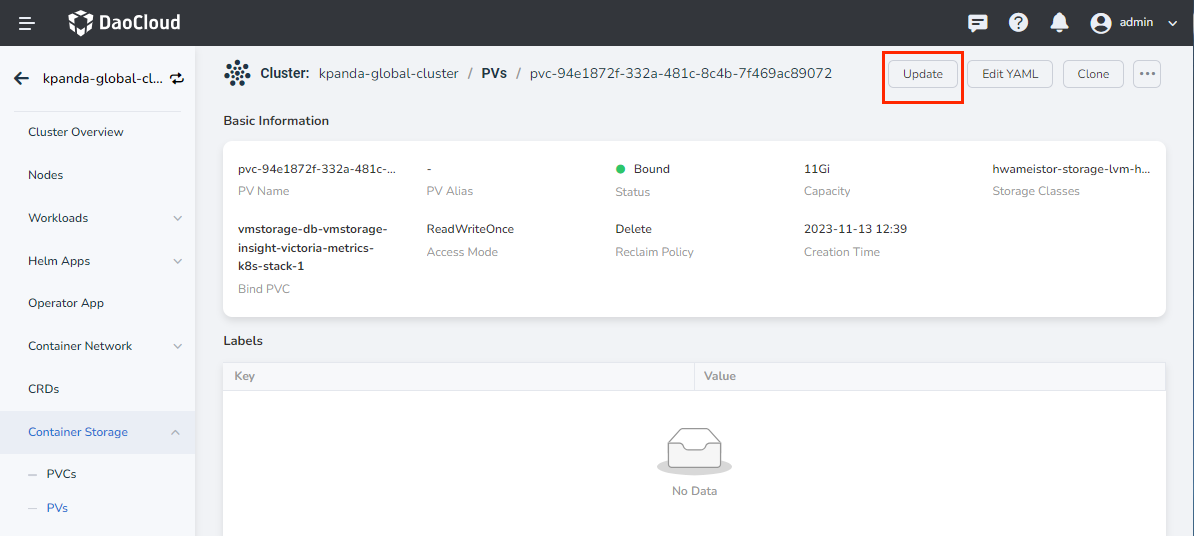 DaoCloud
admin
kpanda-global-cl...
Cluster: kpanda-global-cluster / PVs / pvc-94e1872f-332a-481c-8c4b-7f469ac89072
Update
Edit YAML
Clone
Cluster Overview
Nodes
Workloads
Helm Apps
Operator App
Container Network
CRDs
Container Storage
PVCs
PVs
Basic Information
pvc-94e1872f-332a-481c-...
PV Name
-
PV Alias
Bound
Status
11Gi
Capacity
hwameistor-storage-lvm-h...
Storage Classes
vmstorage-db-vmstorage-
insight-victoria-metrics-
k8s-stack-1
Bind PVC
ReadWriteOnce
Access Mode
Delete
Reclaim Policy
2023-11-13 12:39
Creation Time
Labels
Key
Value
No Data